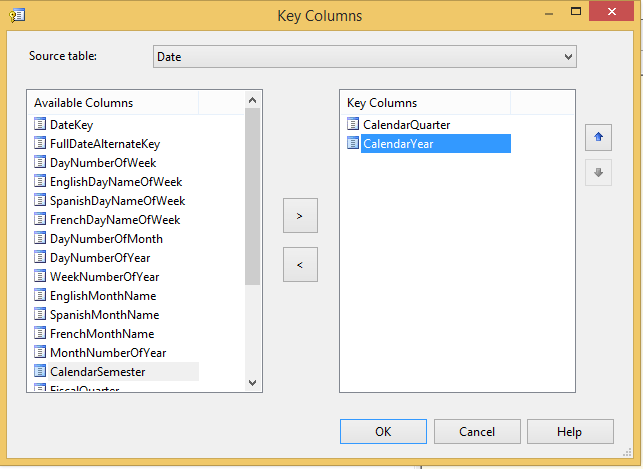 Key Columns
Source table:
Date
Available Columns
DateKey
FullDateAlternateKey
DayNumberOfWeek
EnglishDayNameOfWeek
SpanishDayNameOfWeek
FrenchDayNameOfWeek
DayNumberOfMonth
DayNumberOfYear
WeekNumberOfYear
EnglishMonthName
SpanishMonthName
FrenchMonthName
MonthNumberOfYear
CalendarSemester
FiscalQuarter
>
<
Key Columns
CalendarQuarter
CalendarYear
OK
Cancel
Help